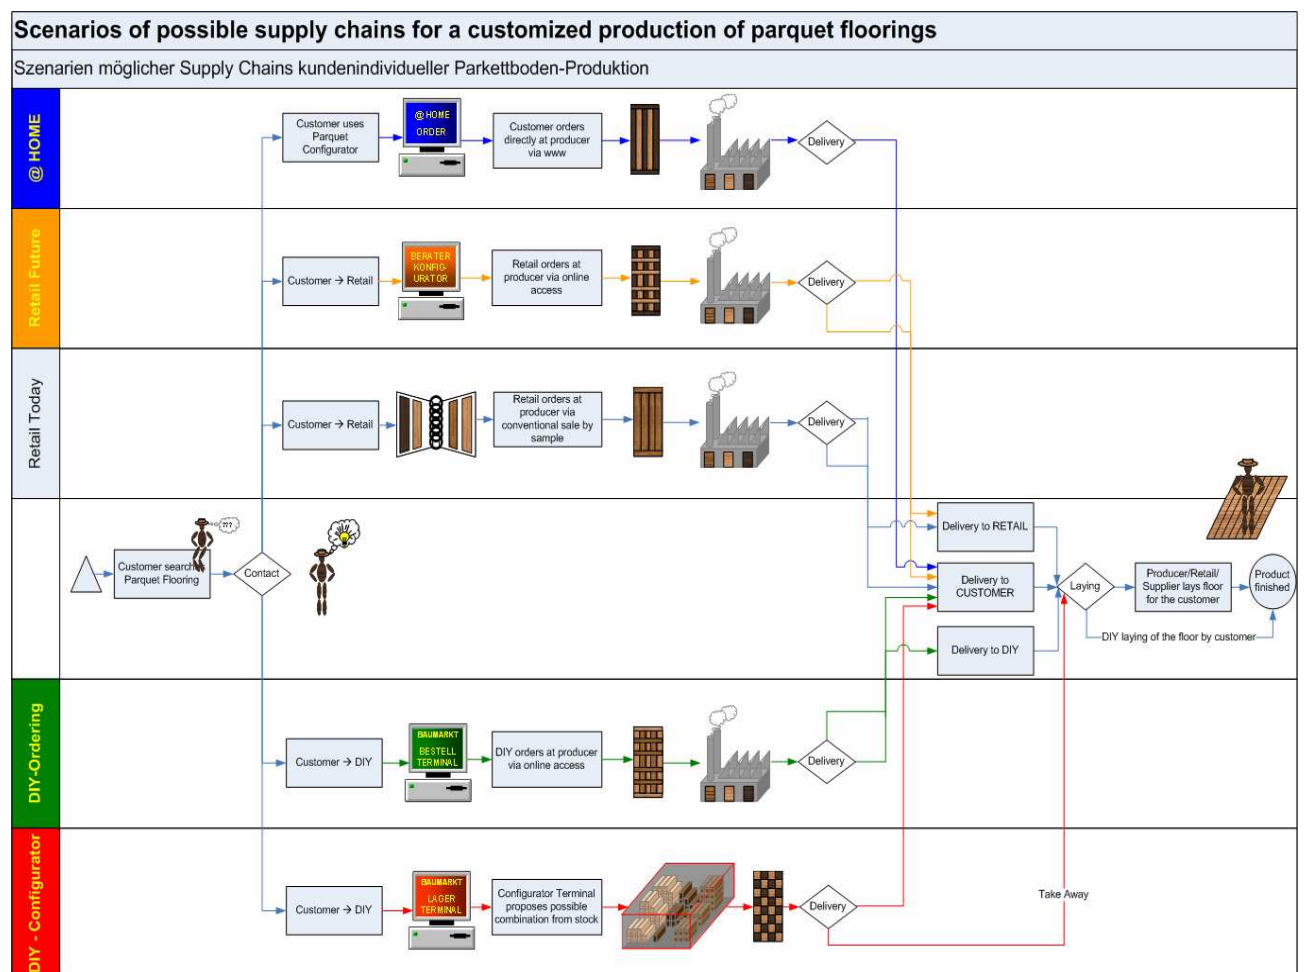 Scenarios of possible supply chains for a customized production of parquet floorings
Szenarien möglicher Supply Chains kundenindividueller Parkettboden-Produktion
@ HOME
Customer uses
Parquet
Configurator
@ HOME
ORDER
Customer orders
directly at producer
via www
Delivery
Retail Future
Customer → Retail
BERATER
KONFIG-
URATOR
Retail orders at
producer via online
access
Delivery
Retail Today
Customer → Retail
Retail orders at
producer via
conventional sale by
sample
Delivery
???
Customer searches
Parquet Flooring
Contact
Delivery to RETAIL
Delivery to
CUSTOMER
Delivery to DIY
Laying
Producer/Retail/
Supplier lays floor
for the customer
Product
finished
DIY laying of the floor by customer
DIY-Ordering
Customer → DIY
BAUMARKT
BESTELL
TERMINAL
DIY orders at producer
via online access
Delivery
DIY - Configurator
Customer → DIY
BAUMARKT
LAGER
TERMINAL
Configurator Terminal
proposes possible
combination from stock
Delivery
Take Away